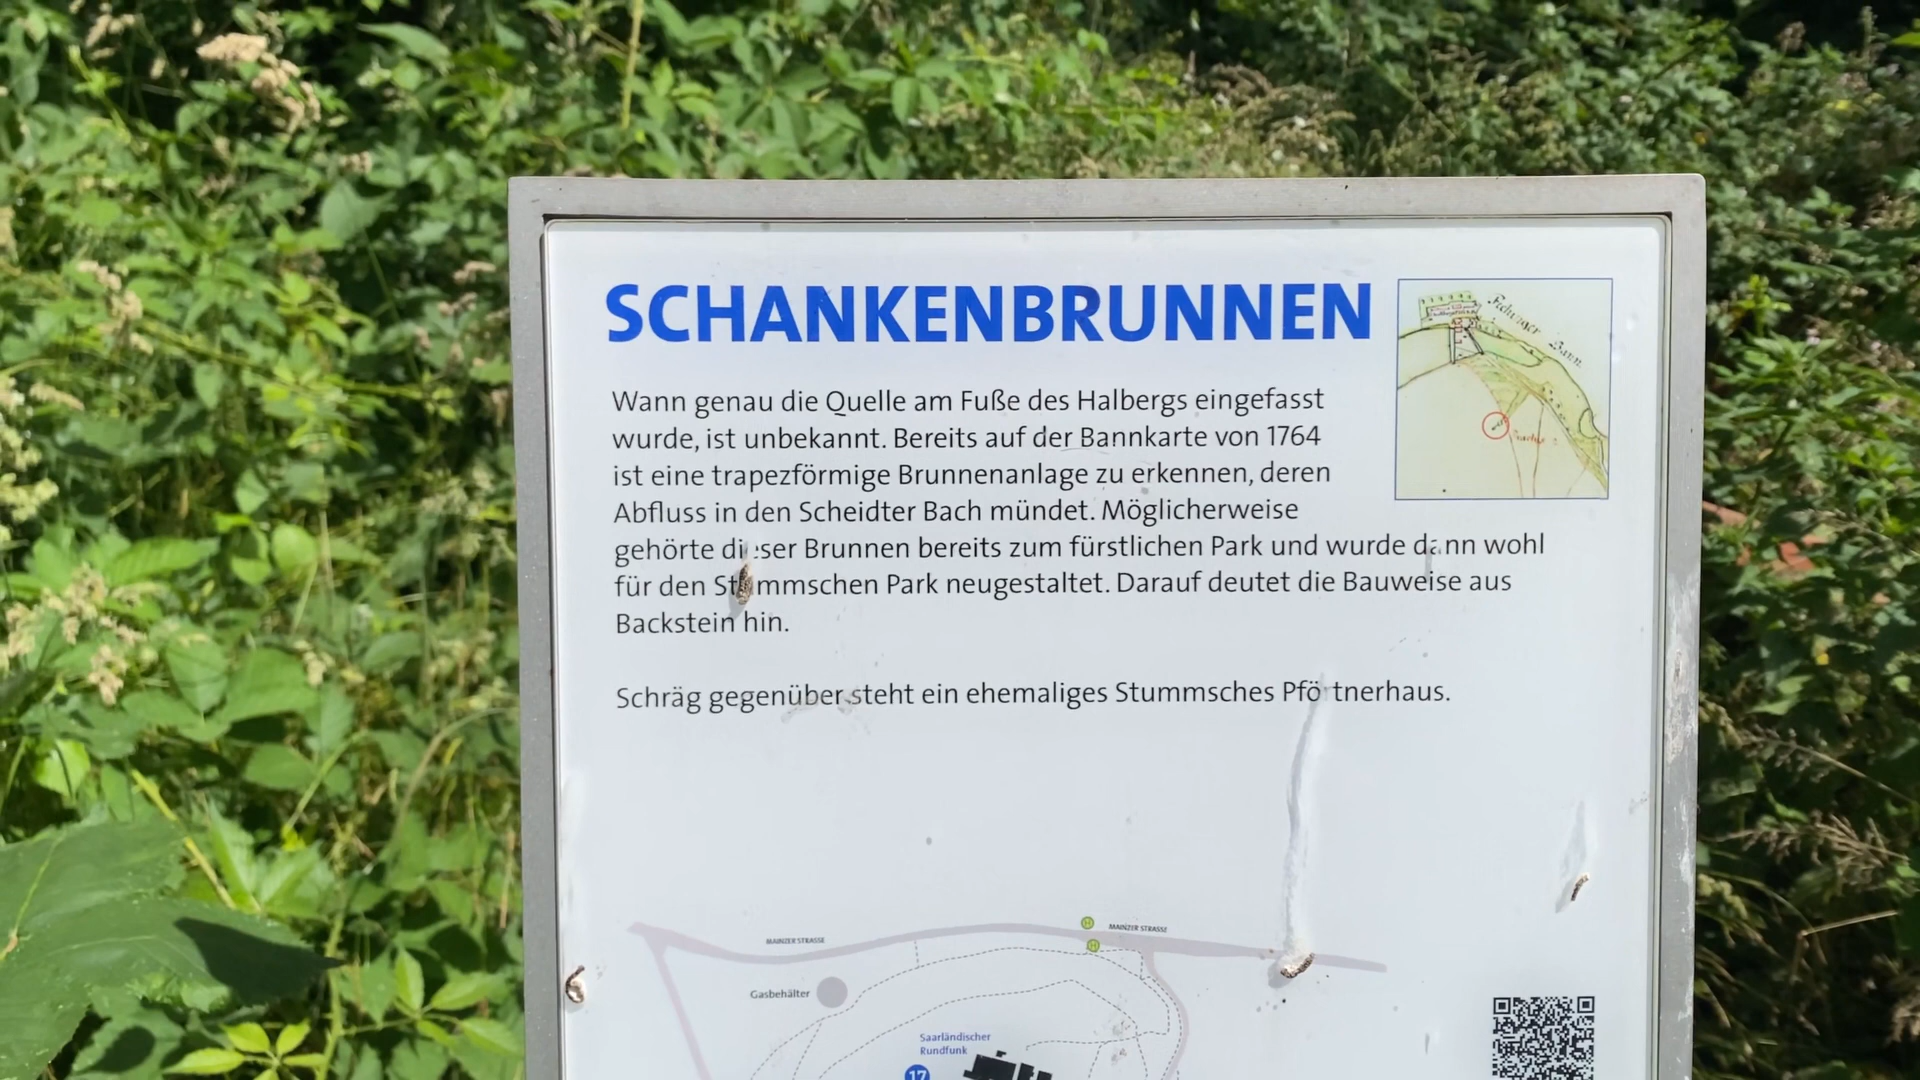 SCHANKENBRUNNEN
Wann genau die Quelle am Fuße des Halbergs eingefasst
wurde, ist unbekannt. Bereits auf der Bannkarte von 1764
ist eine trapezförmige Brunnenanlage zu erkennen, deren
Abfluss in den Scheidter Bach mündet. Möglicherweise
gehörte dieser Brunnen bereits zum fürstlichen Park und wurde dann wohl
für den Stummschen Park neugestaltet. Darauf deutet die Bauweise aus
Backstein hin.
Schräg gegenüber steht ein ehemaliges Stummsches Pförtnerhaus.
MAINZER STRASSE
H
MAINZER STRASSE
H
Gasbehälter
Saarländischer
Rundfunk
17
Bann